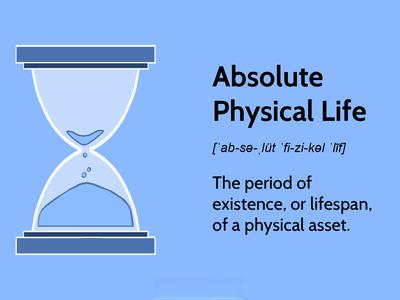 Absolute
Physical Life
[ˈab-sə-ˌlüt ˈfi-zi-kəl ˈlīf]
The period of
existence, or lifespan,
of a physical asset.